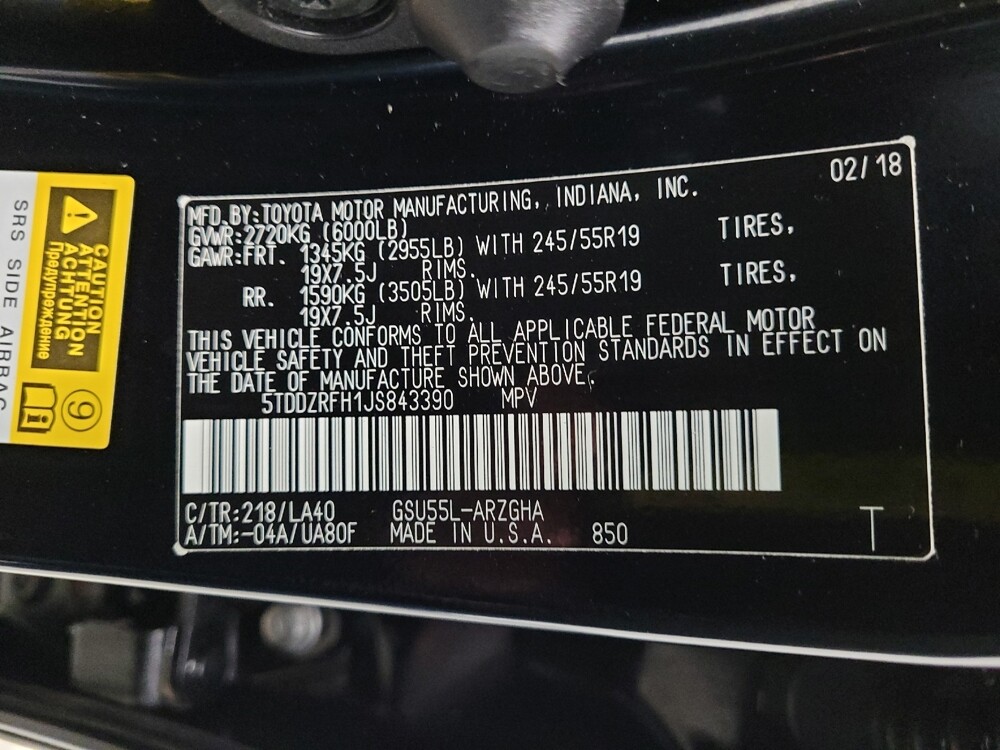 02/18
MFD.BY:TOYOTA MOTOR MANUFACTURING, INDIANA, INC.
GVWR:2720KG (6000LB)
GAWR:FRT. 1345KG (2955LB) WITH 245/55R19 TIRES,
19X7.5J RIMS.
RR. 1590KG (3505LB) WITH 245/55R19 TIRES,
19X7.5J RIMS.
THIS VEHICLE CONFORMS TO ALL APPLICABLE FEDERAL MOTOR
VEHICLE SAFETY AND THEFT PREVENTION STANDARDS IN EFFECT ON
THE DATE OF MANUFACTURE SHOWN ABOVE.
5TDDZRFH1JS843390 MPV
C/TR:218/LA40 GSU55L-ARZGHA
A/TM:-04A/UA80F MADE IN U.S.A. 850
T
CAUTION
ATTENTION
ACHTUNG
Предупреждение
9
SRS SIDE AIRBAG